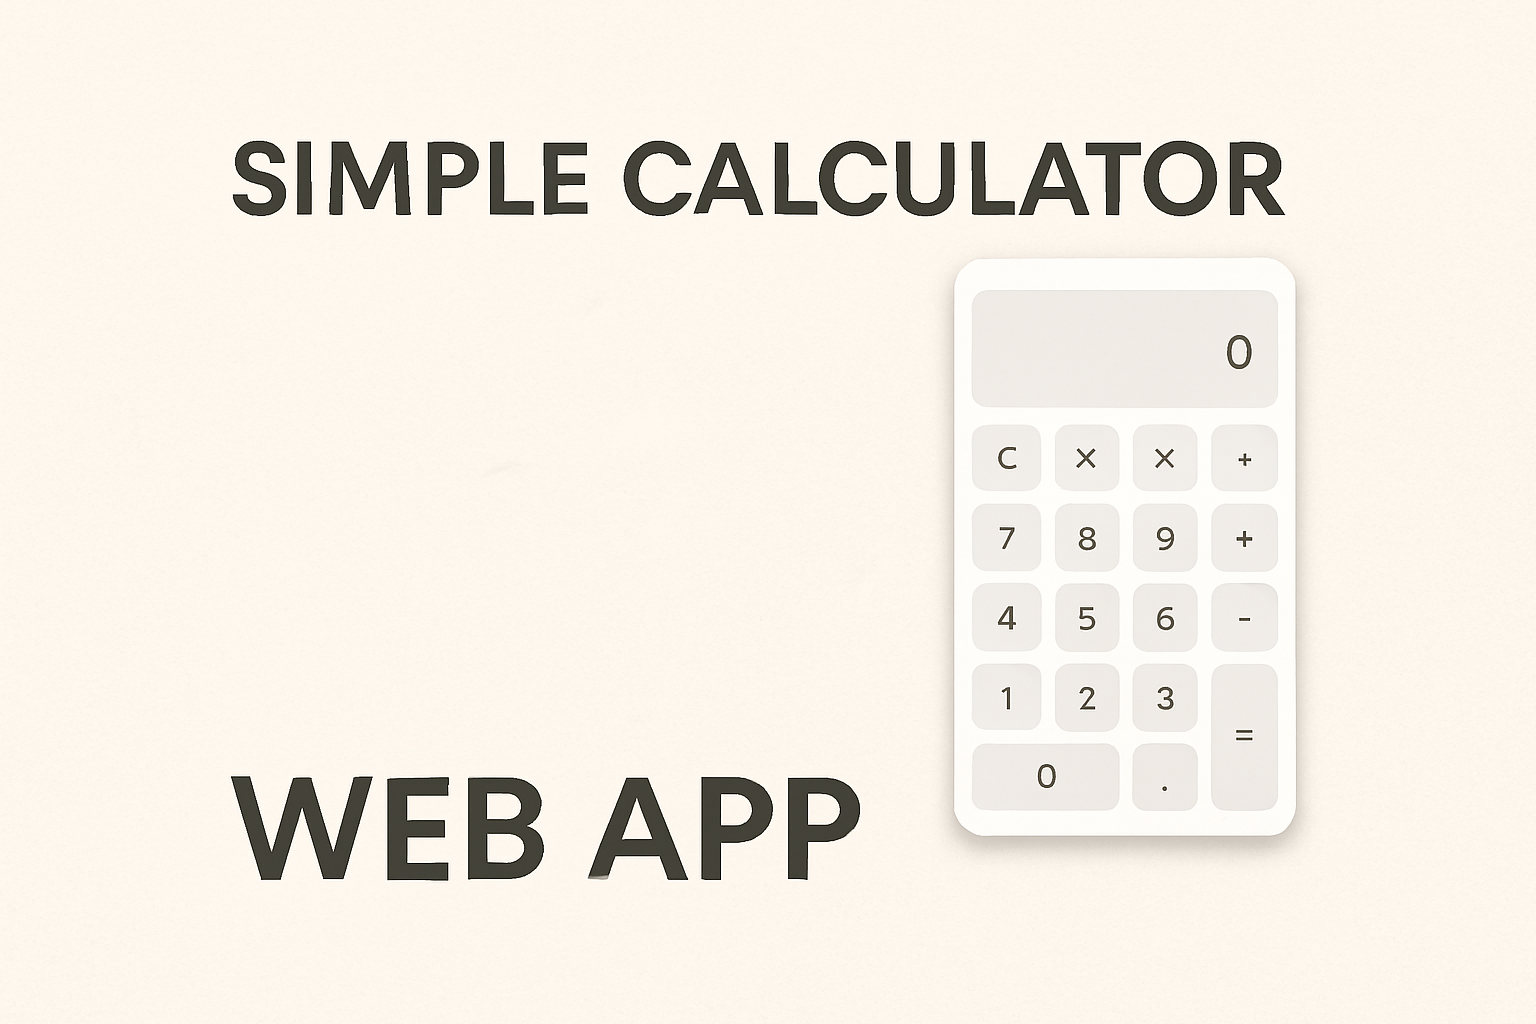 SIMPLE CALCULATOR
0
C × × +
7 8 9 +
4 5 6 -
1 2 3
=
0 .
WEB APP